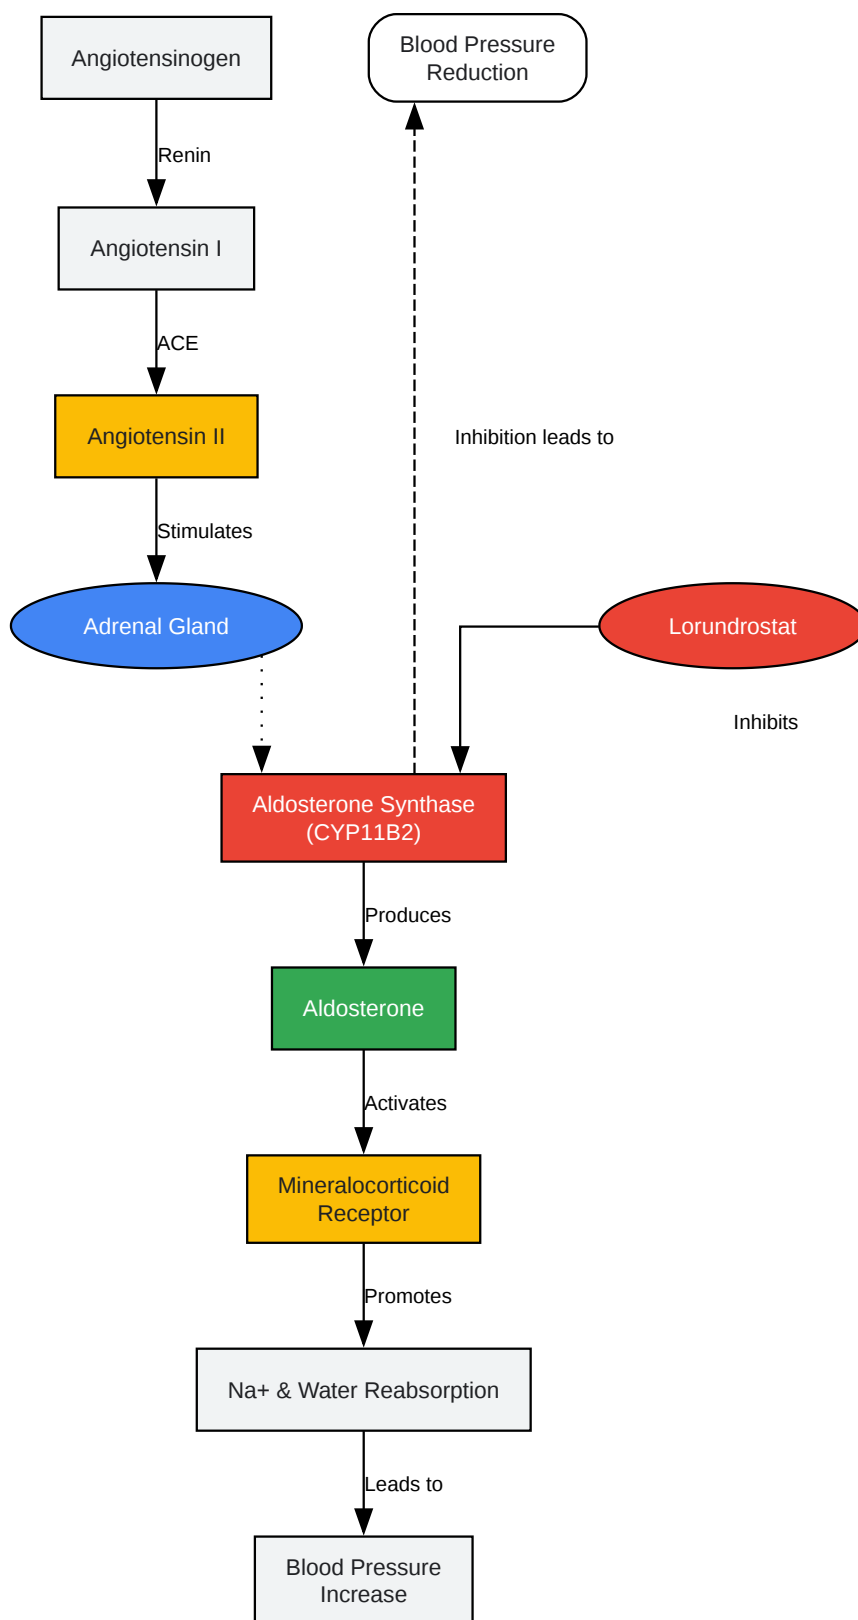 Angiotensinogen
Blood Pressure
Reduction
Renin
Angiotensin I
ACE
Angiotensin II
Inhibition leads to
Stimulates
Adrenal Gland
Lorundrostat
Inhibits
Aldosterone Synthase
(CYP11B2)
Produces
Aldosterone
Activates
Mineralocorticoid
Receptor
Promotes
Na+ & Water Reabsorption
Leads to
Blood Pressure
Increase